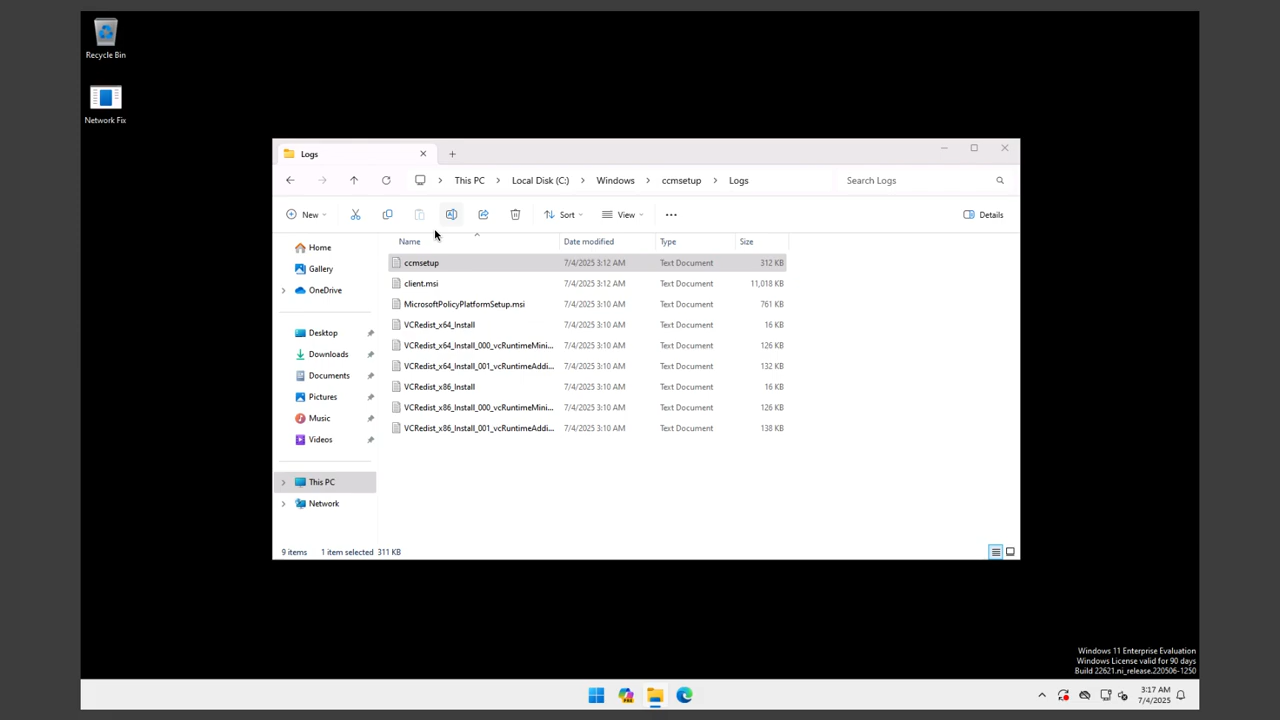 Recycle Bin
Network Fix
Logs
This PC
Local Disk (C:)
Windows
ccmsetup
Logs
Search Logs
New
Sort
View
Details
Name
Date modified
Type
Size
Home
Gallery
OneDrive
Desktop
Downloads
Documents
Pictures
Music
Videos
This PC
Network
ccmsetup 7/4/2025 3:12 AM Text Document 312 KB
client.msi 7/4/2025 3:12 AM Text Document 11,018 KB
MicrosoftPolicyPlatformSetup.msi 7/4/2025 3:10 AM Text Document 761 KB
VCRedist_x64_Install 7/4/2025 3:10 AM Text Document 16 KB
VCRedist_x64_Install_000_vcRuntimeMini... 7/4/2025 3:10 AM Text Document 126 KB
VCRedist_x64_Install_001_vcRuntimeAddi... 7/4/2025 3:10 AM Text Document 132 KB
VCRedist_x86_Install 7/4/2025 3:10 AM Text Document 16 KB
VCRedist_x86_Install_000_vcRuntimeMini... 7/4/2025 3:10 AM Text Document 126 KB
VCRedist_x86_Install_001_vcRuntimeAddi... 7/4/2025 3:10 AM Text Document 138 KB
9 items 1 item selected 311 KB
Windows 11 Enterprise Evaluation
Windows License valid for 90 days
Build 22621.ni_release.220506-1250
3:17 AM
7/4/2025